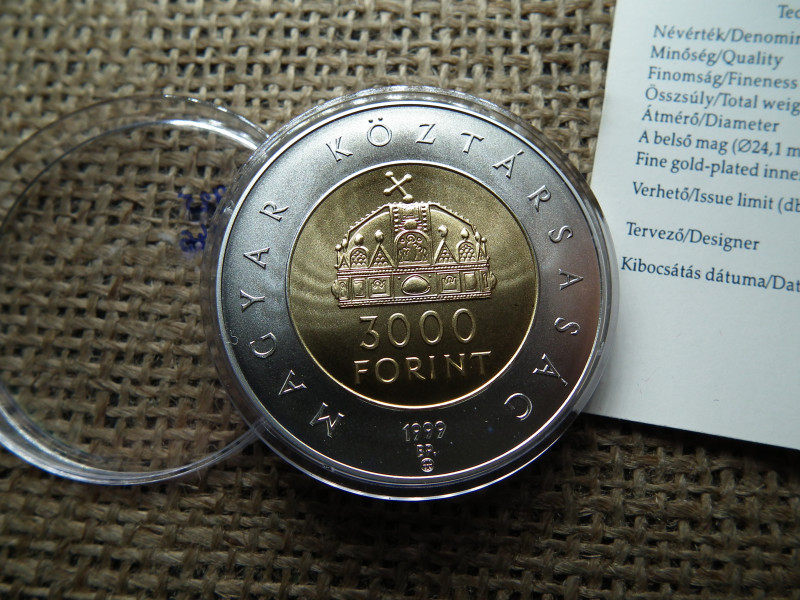 MAGYAR KÖZTÁRSASÁG
3000
FORINT
1999
BP.
Névérték/Denomin
Minőség/Quality
Finomság/Fineness
Összsúly/Total weig
Átmérő/Diameter
A belső mag (Ø24,1 m
Fine gold-plated inne
Verhető/Issue limit (db
Tervező/Designer
Kibocsátás dátuma/Dat